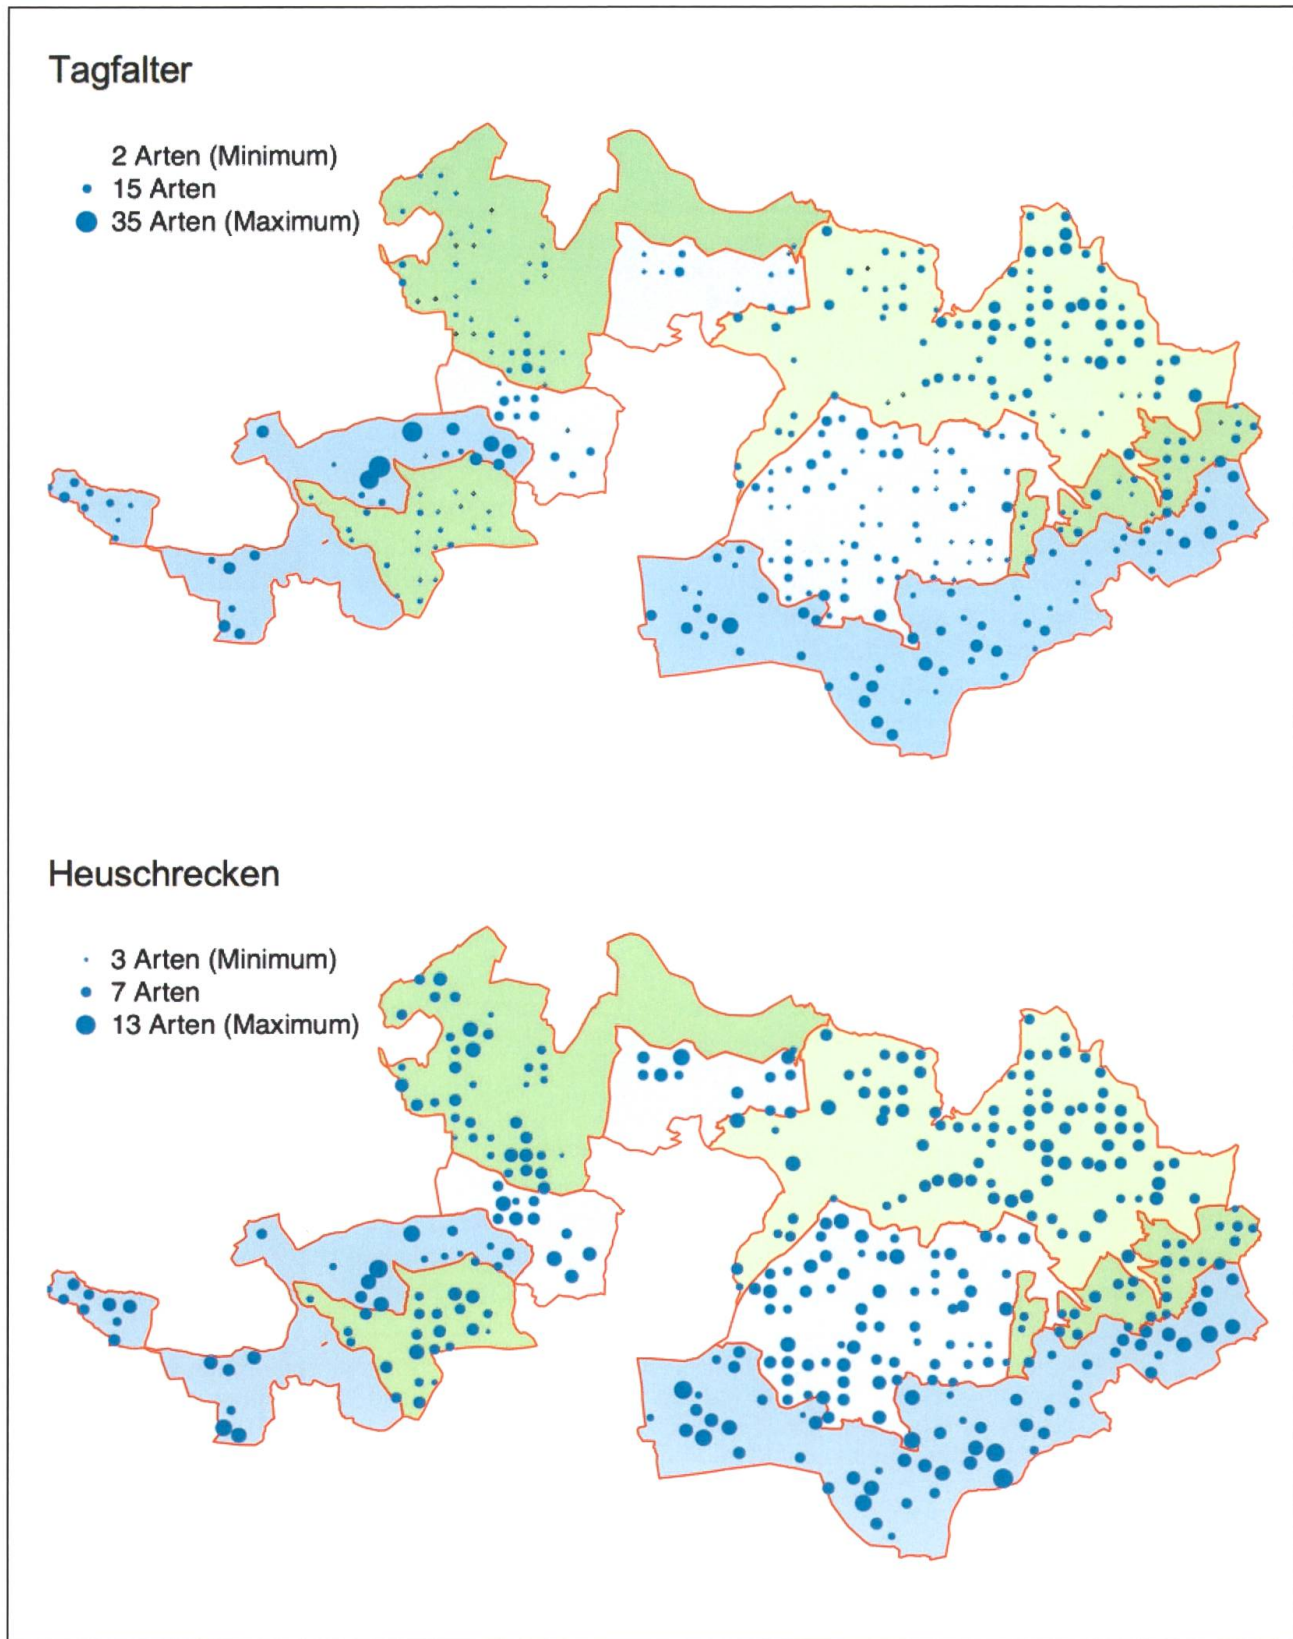 Tagfalter
2 Arten (Minimum)
15 Arten
35 Arten (Maximum)
Heuschrecken
3 Arten (Minimum)
7 Arten
13 Arten (Maximum)